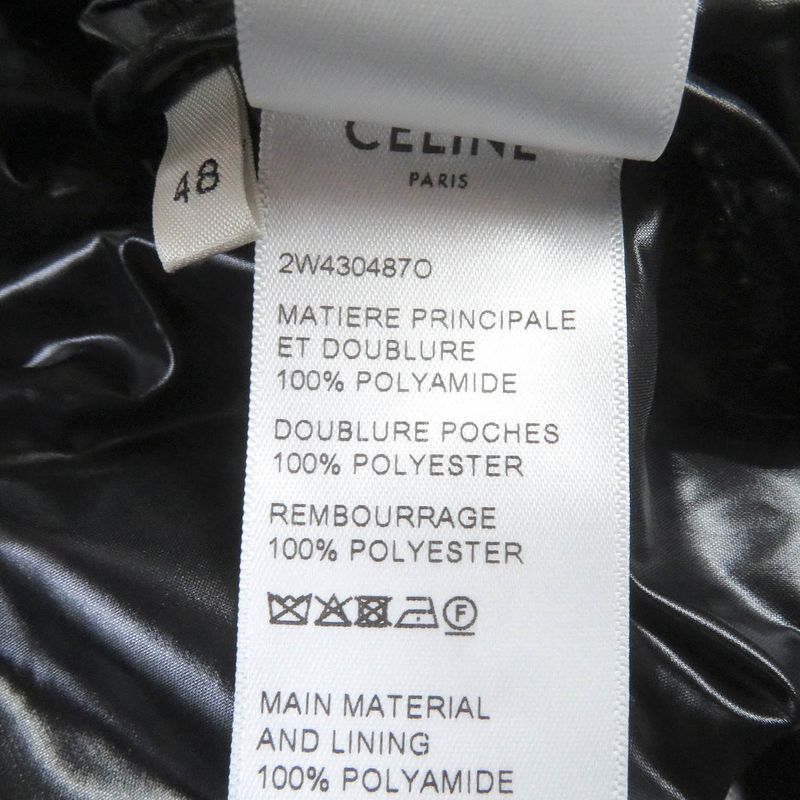 CELINE
PARIS
48
2W430487O
MATIERE PRINCIPALE
ET DOUBLURE
100% POLYAMIDE
DOUBLURE POCHES
100% POLYESTER
REMBOURRAGE
100% POLYESTER
F
MAIN MATERIAL
AND LINING
100% POLYAMIDE